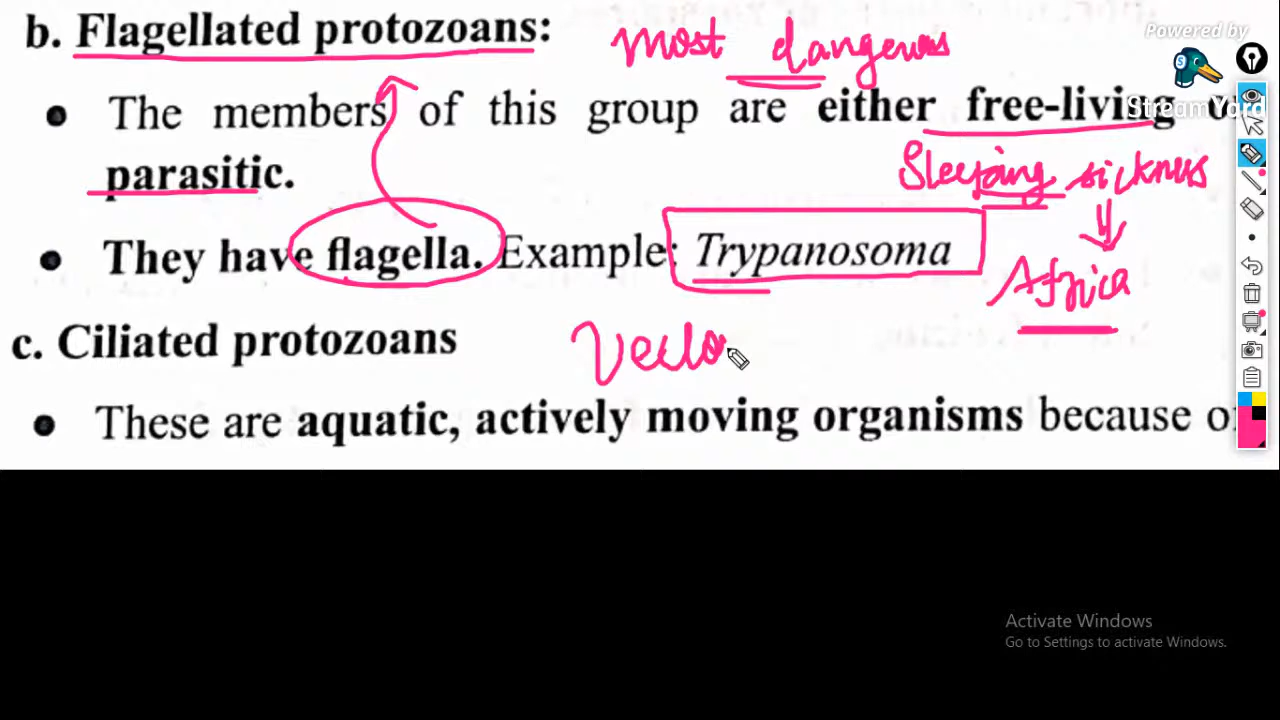 b. Flagellated protozoans: most dangerous
Powered by
StreamYard
• The members of this group are either free-living
parasitic.
Sleeping sickness
• They have flagella. Example: Trypanosoma
Africa
c. Ciliated protozoans
• These are aquatic, actively moving organisms because
Activate Windows
Go to Settings to activate Windows.